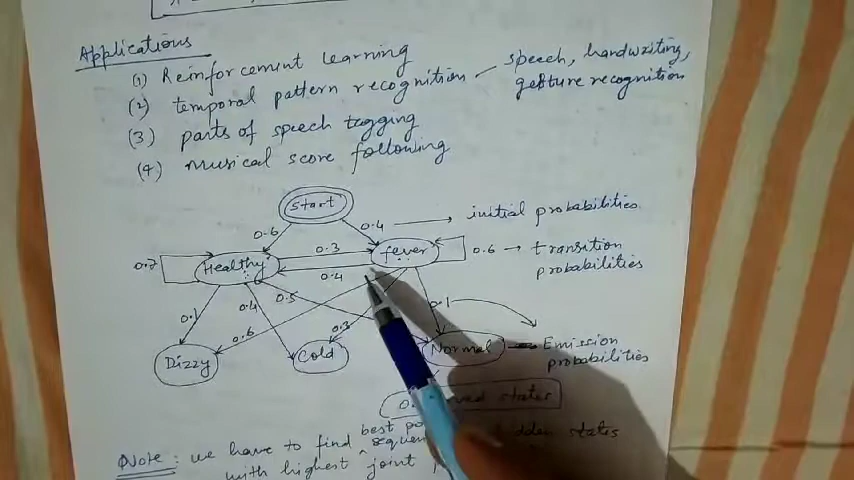 Applications
(1) Reinforcement learning
(2) temporal pattern recognition – speech, handwriting,
gesture recognition
(3) parts of speech tagging
(4) musical score following
Start
0.6 0.4 → initial probabilities
0.7 Healthy 0.3 fever 0.6 → transition
0.4 probabilities
0.1 0.4 0.5 0.6 0.3 0.1
Dizzy Cold Normal Emission
probabilities
states
Note : we have to find best hidden states
with highest joint